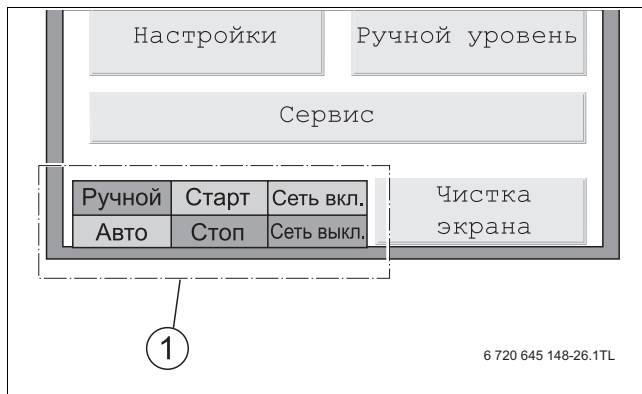 Настройки Ручной уровень
Сервис
Ручной Старт Сеть вкл.
Авто Стоп Сеть выкл.
Чистка
экрана
1
6 720 645 148-26.1TL